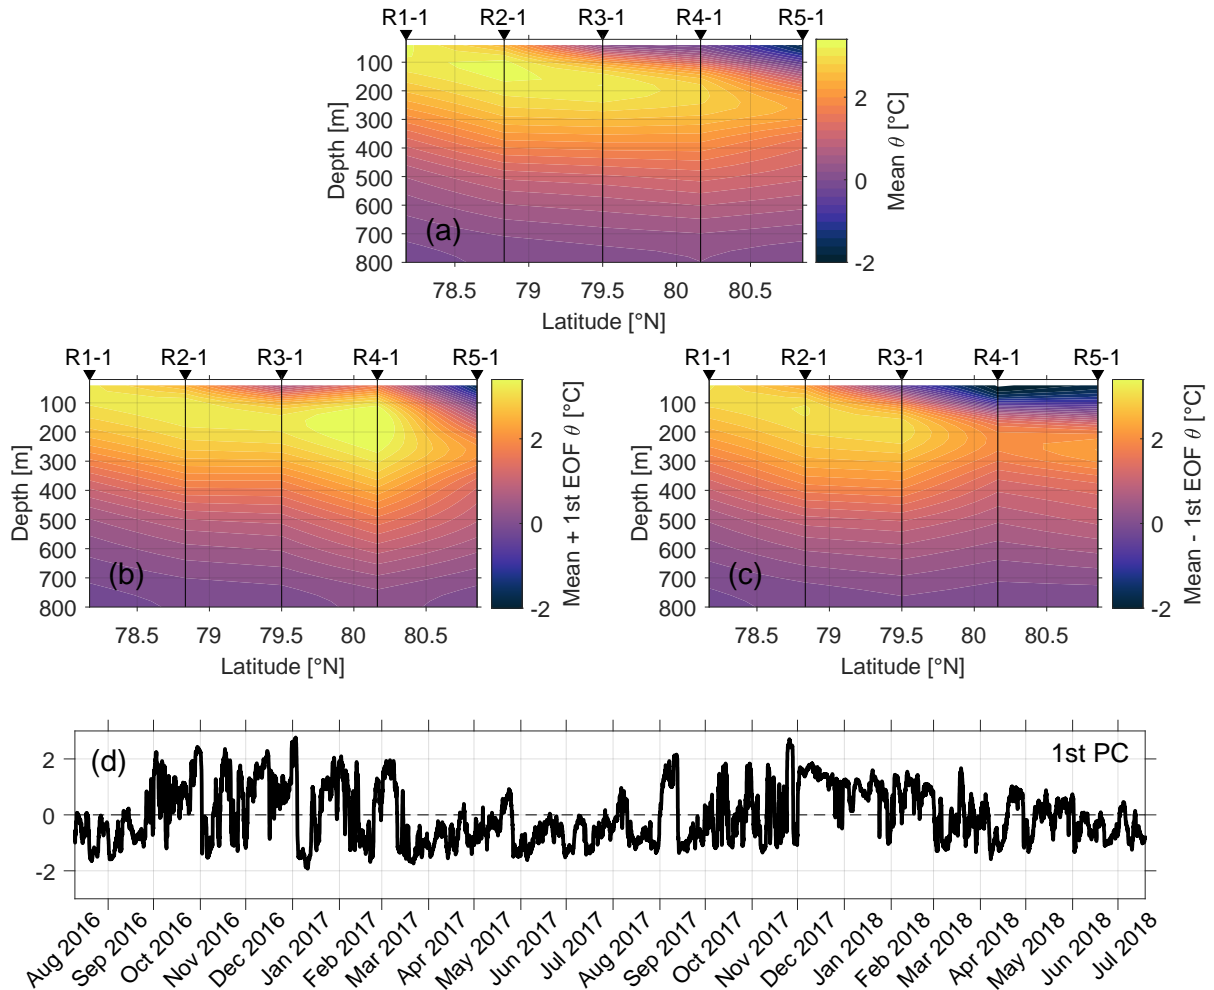 R1-1 R2-1 R3-1 R4-1 R5-1
100
200
300
400
500
600
700
800
Depth [m]
(a)
78.5 79 79.5 80 80.5
Latitude [°N]
2
0
-2
Mean θ [°C]
R1-1 R2-1 R3-1 R4-1 R5-1
100
200
300
400
500
600
700
800
Depth [m]
(b)
78.5 79 79.5 80 80.5
Latitude [°N]
2
0
-2
Mean + 1st EOF θ [°C]
R1-1 R2-1 R3-1 R4-1 R5-1
100
200
300
400
500
600
700
800
Depth [m]
(c)
78.5 79 79.5 80 80.5
Latitude [°N]
2
0
-2
Mean - 1st EOF θ [°C]
(d)
1st PC
2
0
-2
Aug 2016
Sep 2016
Oct 2016
Nov 2016
Dec 2016
Jan 2017
Feb 2017
Mar 2017
Apr 2017
May 2017
Jun 2017
Jul 2017
Aug 2017
Sep 2017
Oct 2017
Nov 2017
Dec 2017
Jan 2018
Feb 2018
Mar 2018
Apr 2018
May 2018
Jun 2018
Jul 2018